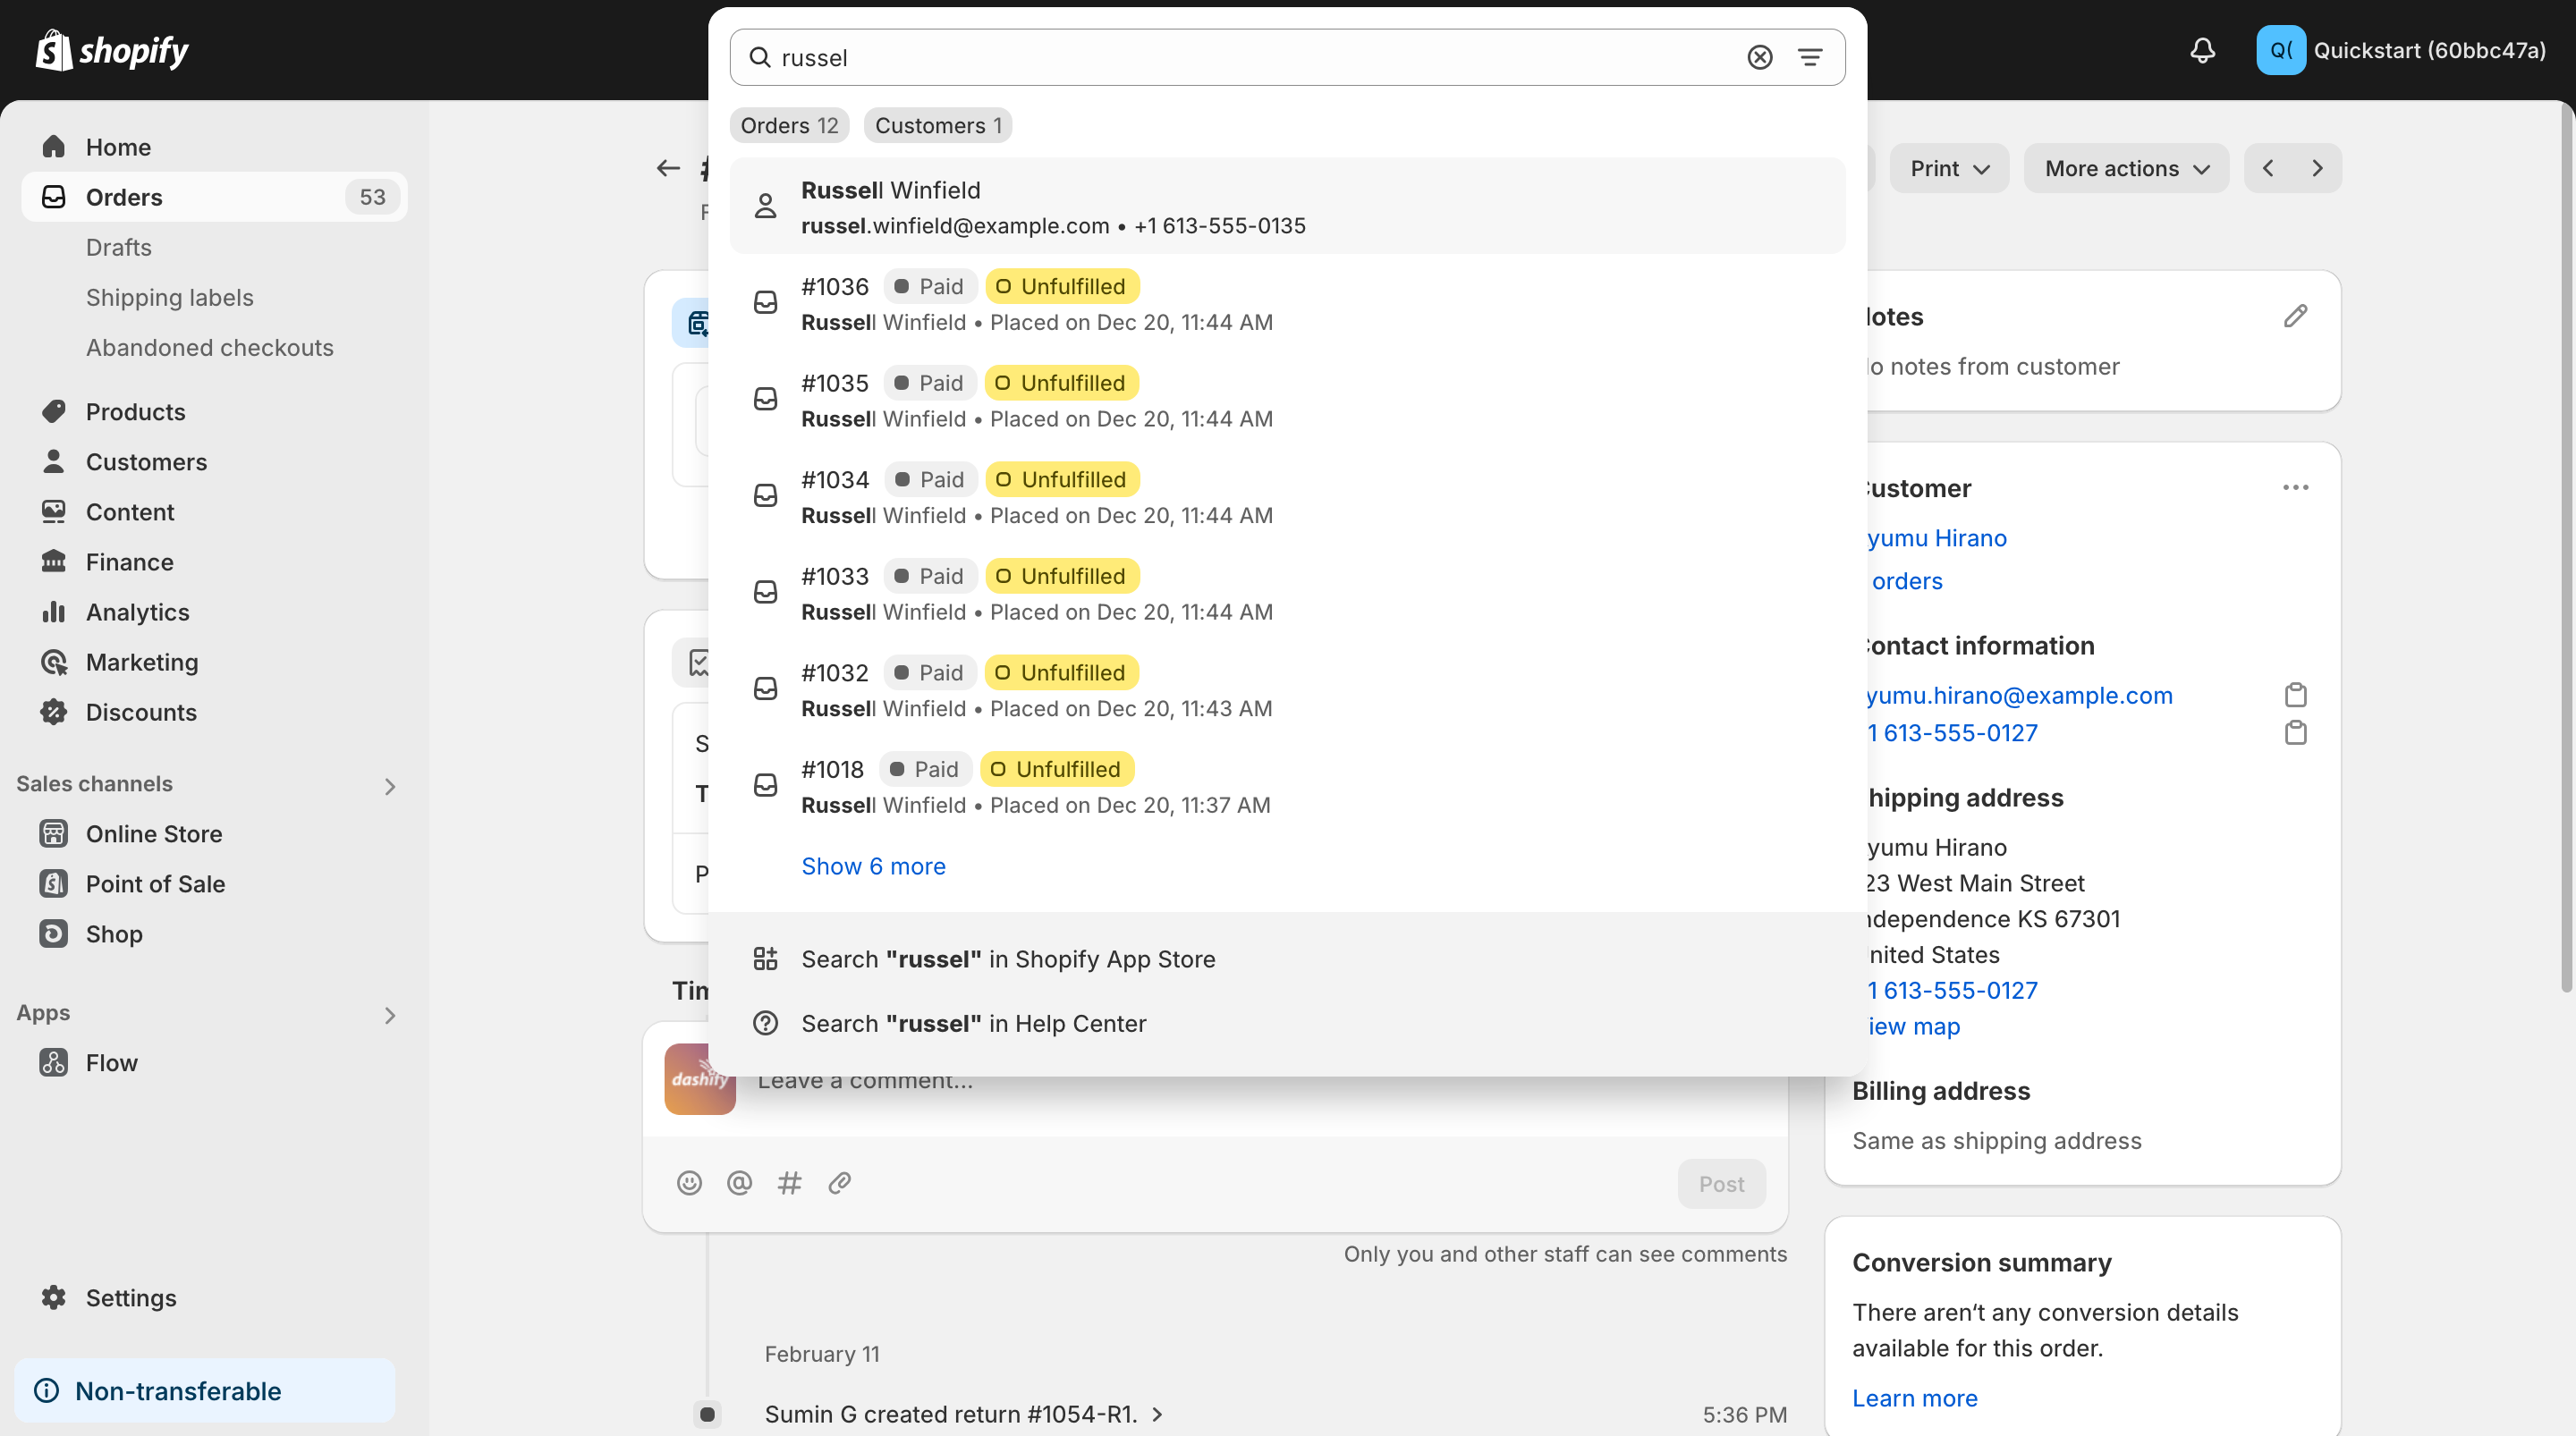 shopify
russel
Q(
Quickstart (60bbc47a)
Home
Orders 53
Drafts
Shipping labels
Abandoned checkouts
Products
Customers
Content
Finance
Analytics
Marketing
Discounts
Sales channels
Online Store
Point of Sale
Shop
Apps
Flow
Settings
Non-transferable
Orders 12
Customers 1
Russell Winfield
russel.winfield@example.com • +1 613-555-0135
#1036 Paid Unfulfilled
Russell Winfield • Placed on Dec 20, 11:44 AM
#1035 Paid Unfulfilled
Russell Winfield • Placed on Dec 20, 11:44 AM
#1034 Paid Unfulfilled
Russell Winfield • Placed on Dec 20, 11:44 AM
#1033 Paid Unfulfilled
Russell Winfield • Placed on Dec 20, 11:44 AM
#1032 Paid Unfulfilled
Russell Winfield • Placed on Dec 20, 11:43 AM
#1018 Paid Unfulfilled
Russell Winfield • Placed on Dec 20, 11:37 AM
Show 6 more
Search "russel" in Shopify App Store
Search "russel" in Help Center
Leave a comment...
dashify
Post
Only you and other staff can see comments
February 11
Sumin G created return #1054-R1.
5:36 PM
Print
More actions
otes
o notes from customer
ustomer
yumu Hirano
orders
ontact information
yumu.hirano@example.com
1 613-555-0127
hipping address
yumu Hirano
23 West Main Street
ndependence KS 67301
nited States
1 613-555-0127
iew map
Billing address
Same as shipping address
Conversion summary
There aren't any conversion details
available for this order.
Learn more